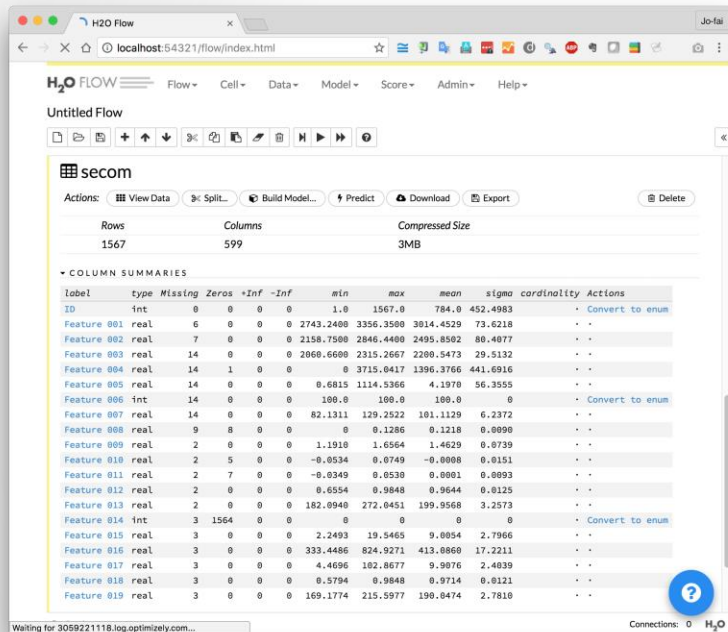 H2O Flow
Jo-fai
localhost:54321/flow/index.html
H2O FLOW Flow Cell Data Model Score Admin Help
Untitled Flow
secom
Actions: View Data Split... Build Model... Predict Download Export Delete
Rows Columns Compressed Size
1567 599 3MB
COLUMN SUMMARIES
label type Missing Zeros +Inf -Inf min max mean sigma cardinality Actions
ID int 0 0 0 0 1.0 1567.0 784.0 452.4983 · Convert to enum
Feature 001 real 6 0 0 0 2743.2400 3356.3500 3014.4529 73.6218 · ·
Feature 002 real 7 0 0 0 2158.7500 2846.4400 2495.8502 80.4077 · ·
Feature 003 real 14 0 0 0 2060.6600 2315.2667 2200.5473 29.5132 · ·
Feature 004 real 14 1 0 0 0 3715.0417 1396.3766 441.6916 · ·
Feature 005 real 14 0 0 0 0.6815 1114.5366 4.1970 56.3555 · ·
Feature 006 int 14 0 0 0 100.0 100.0 100.0 0 · Convert to enum
Feature 007 real 14 0 0 0 82.1311 129.2522 101.1129 6.2372 · ·
Feature 008 real 9 8 0 0 0 0.1286 0.1218 0.0090 · ·
Feature 009 real 2 0 0 0 1.1910 1.6564 1.4629 0.0739 · ·
Feature 010 real 2 5 0 0 -0.0534 0.0749 -0.0008 0.0151 · ·
Feature 011 real 2 7 0 0 -0.0349 0.0530 0.0001 0.0093 · ·
Feature 012 real 2 0 0 0 0.6554 0.9848 0.9644 0.0125 · ·
Feature 013 real 2 0 0 0 182.0940 272.0451 199.9568 3.2573 · ·
Feature 014 int 3 1564 0 0 0 0 0 0 · Convert to enum
Feature 015 real 3 0 0 0 2.2493 19.5465 9.0054 2.7966 · ·
Feature 016 real 3 0 0 0 333.4486 824.9271 413.0860 17.2211 · ·
Feature 017 real 3 0 0 0 4.4696 102.8677 9.9076 2.4039 · ·
Feature 018 real 3 0 0 0 0.5794 0.9848 0.9714 0.0121 · ·
Feature 019 real 3 0 0 0 169.1774 215.5977 190.0474 2.7810 · ·
Waiting for 3059221118.log.optimizely.com... Connections: 0 H2O